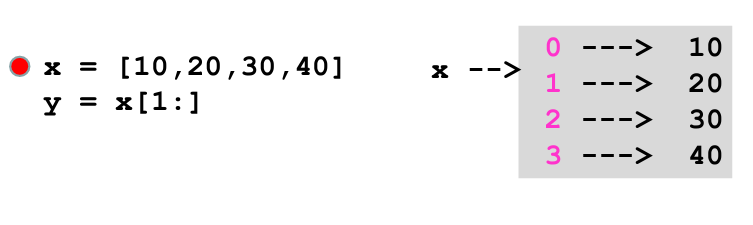 x = [10,20,30,40]
y = x[1:]
x -->
0 ---> 10
1 ---> 20
2 ---> 30
3 ---> 40